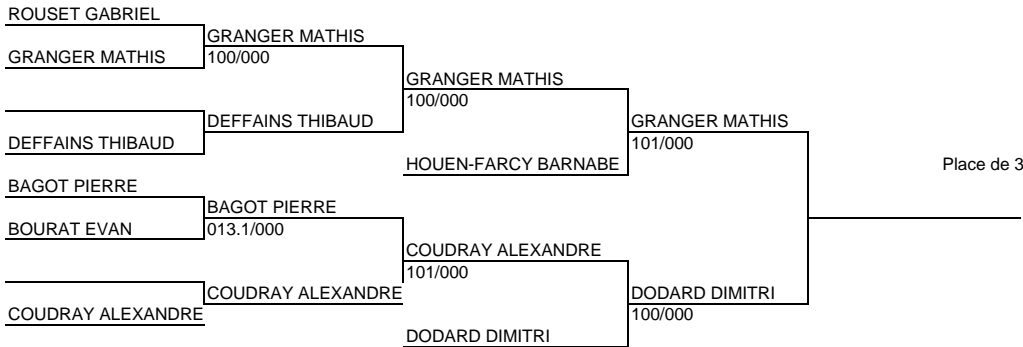 ROUSET GABRIEL
GRANGER MATHIS
GRANGER MATHIS
100/000
GRANGER MATHIS
100/000
DEFFAINS THIBAUD
GRANGER MATHIS
DEFFAINS THIBAUD
101/000
HOUEN-FARCY BARNABE
Place de 3
BAGOT PIERRE
BAGOT PIERRE
BOURAT EVAN
013.1/000
COUDRAY ALEXANDRE
101/000
COUDRAY ALEXANDRE
DODARD DIMITRI
COUDRAY ALEXANDRE
100/000
DODARD DIMITRI